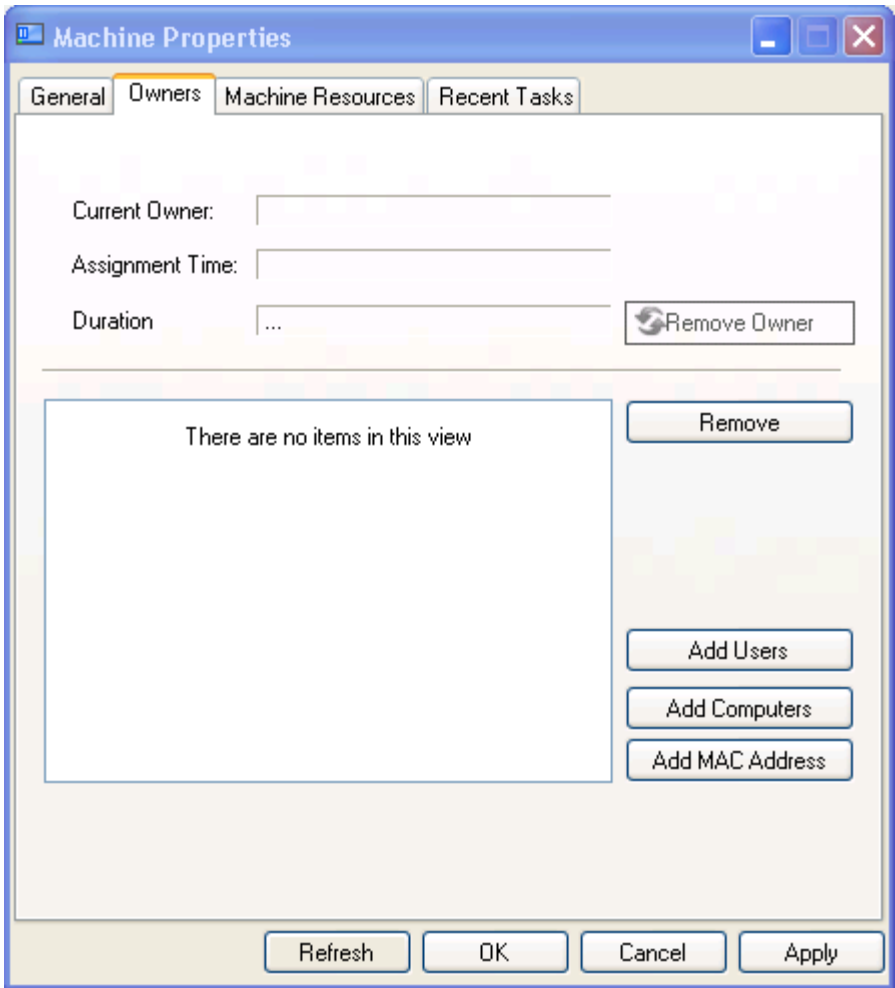 Machine Properties
General Owners Machine Resources Recent Tasks
Current Owner:
Assignment Time:
Duration ... Remove Owner
There are no items in this view
Remove
Add Users
Add Computers
Add MAC Address
Refresh OK Cancel Apply